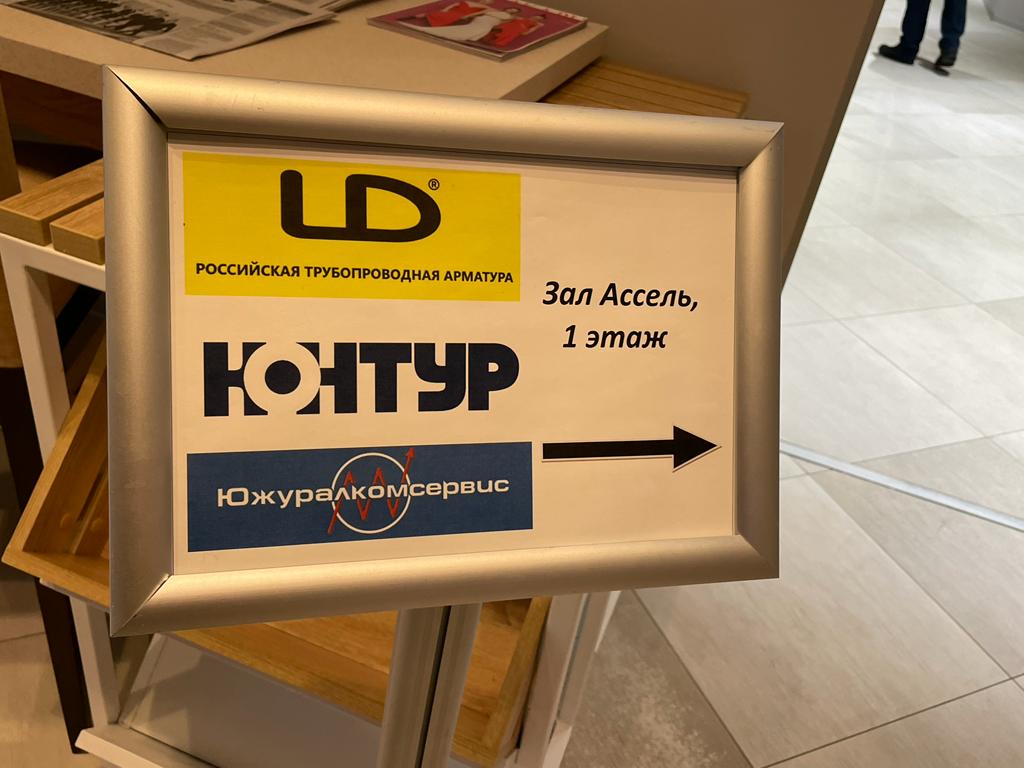 LD®
РОССИЙСКАЯ ТРУБОПРОВОДНАЯ АРМАТУРА
КОНТУР
Южуралкомсервис
Зал Ассель,
1 этаж